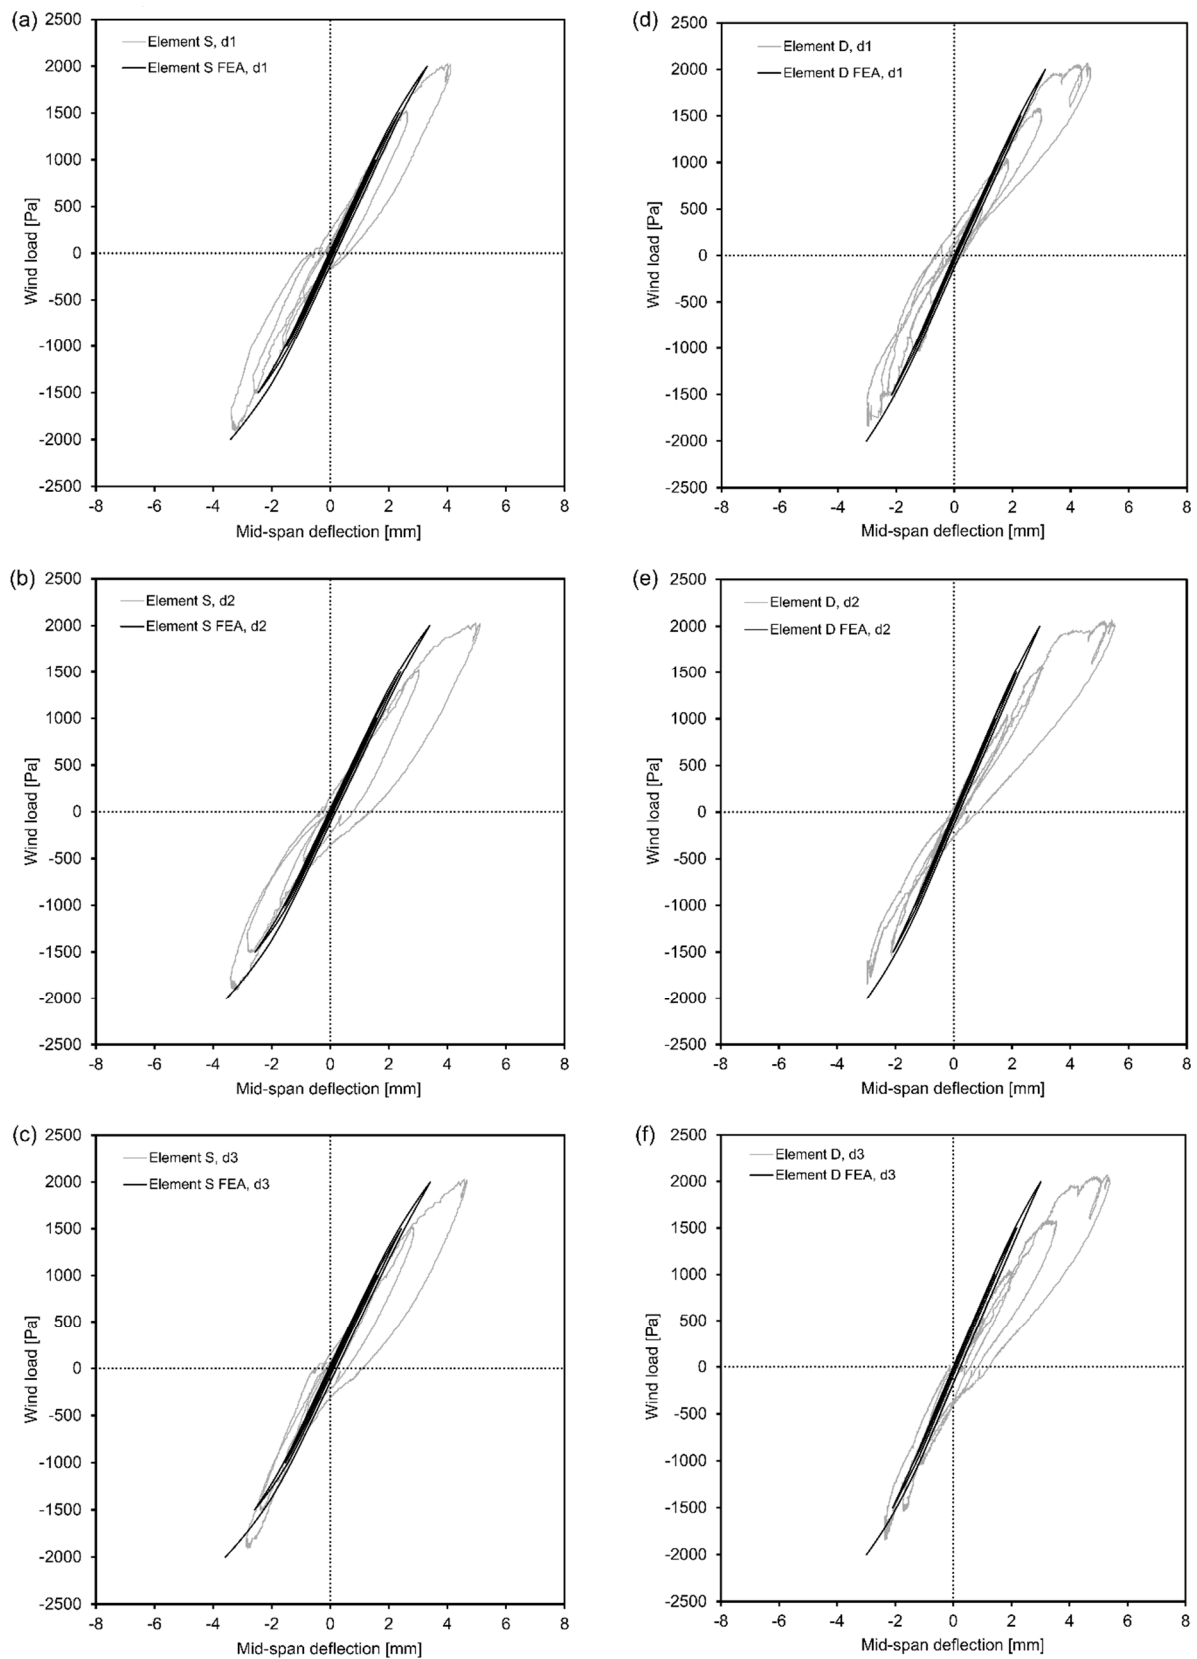 (a)
2500
2000
1500
1000
500
0
-500
-1000
-1500
-2000
-2500
Wind load [Pa]
Element S, d1
Element S FEA, d1
-8 -6 -4 -2 0 2 4 6 8
Mid-span deflection [mm]
(d)
2500
2000
1500
1000
500
0
-500
-1000
-1500
-2000
-2500
Wind load [Pa]
Element D, d1
Element D FEA, d1
-8 -6 -4 -2 0 2 4 6 8
Mid-span deflection [mm]
(b)
2500
2000
1500
1000
500
0
-500
-1000
-1500
-2000
-2500
Wind load [Pa]
Element S, d2
Element S FEA, d2
-8 -6 -4 -2 0 2 4 6 8
Mid-span deflection [mm]
(e)
2500
2000
1500
1000
500
0
-500
-1000
-1500
-2000
-2500
Wind load [Pa]
Element D, d2
Element D FEA, d2
-8 -6 -4 -2 0 2 4 6 8
Mid-span deflection [mm]
(c)
2500
2000
1500
1000
500
0
-500
-1000
-1500
-2000
-2500
Wind load [Pa]
Element S, d3
Element S FEA, d3
-8 -6 -4 -2 0 2 4 6 8
Mid-span deflection [mm]
(f)
2500
2000
1500
1000
500
0
-500
-1000
-1500
-2000
-2500
Wind load [Pa]
Element D, d3
Element D FEA, d3
-8 -6 -4 -2 0 2 4 6 8
Mid-span deflection [mm]